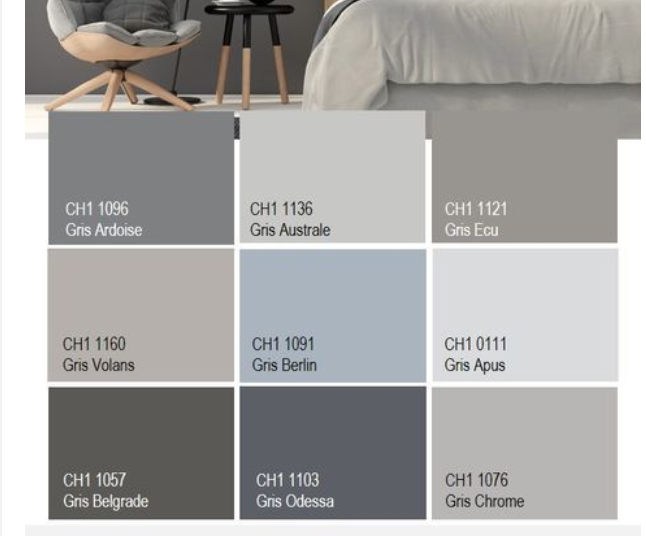 CH1 1096
Gris Ardoise
CH1 1136
Gris Australe
CH1 1121
Gris Ecu
CH1 1160
Gris Volans
CH1 1091
Gris Berlin
CH1 0111
Gris Apus
CH1 1057
Gris Belgrade
CH1 1103
Gris Odessa
CH1 1076
Gris Chrome